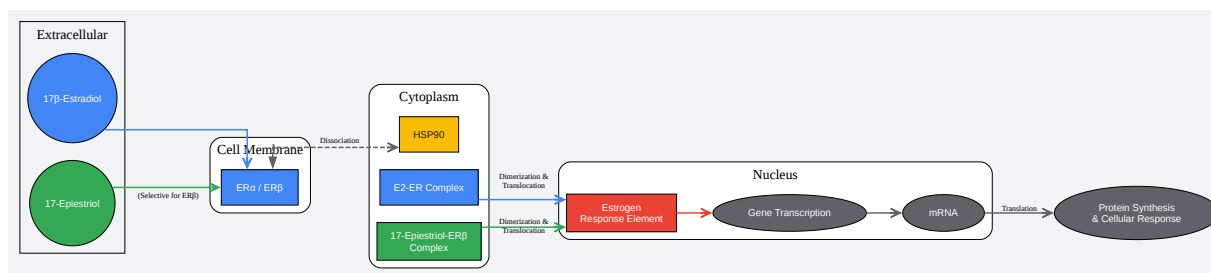 Extracellular
17β-Estradiol
17-Epiestriol
(Selective for ERβ)
Cell Membrane
ERα / ERβ
Dissociation
Cytoplasm
HSP90
E2-ER Complex
17-Epiestriol-ERβ
Complex
Dimerization &
Translocation
Dimerization &
Translocation
Nucleus
Estrogen
Response Element
Gene Transcription
mRNA
Translation
Protein Synthesis
& Cellular Response